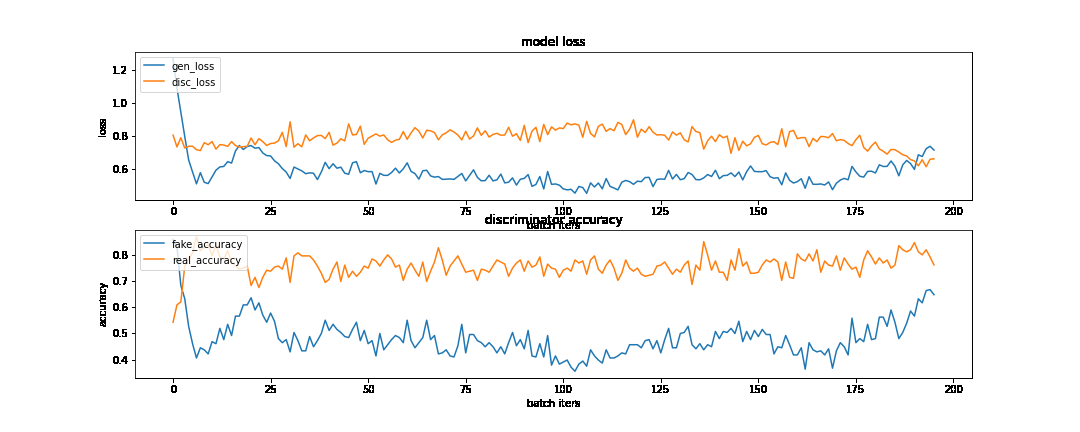 model loss
gen_loss
disc_loss
loss
1.2
1.0
0.8
0.6
0 25 50 75 100 125 150 175 200
batch iters
discriminator accuracy
fake_accuracy
real_accuracy
accuracy
0.8
0.7
0.6
0.5
0.4
0 25 50 75 100 125 150 175 200
batch iters